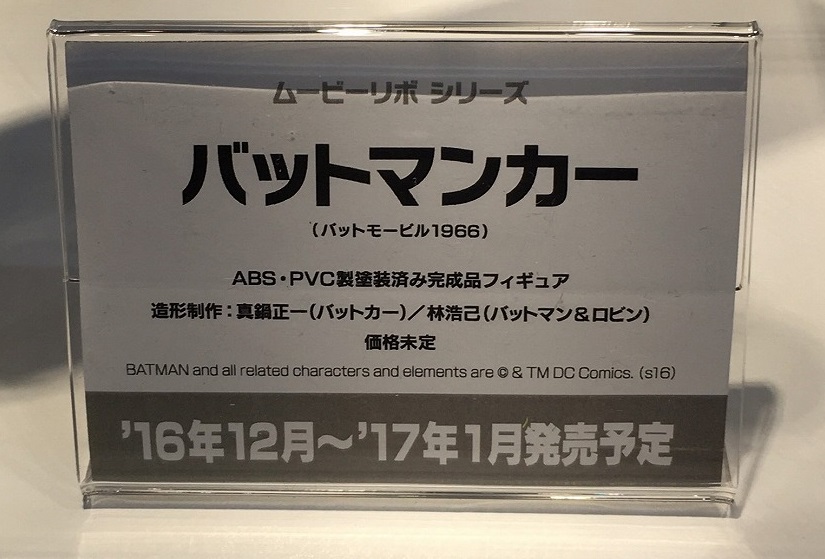 ムービーリボ シリーズ
バットマンカー
（バットモービル1966）
ABS・PVC製塗装済み完成品フィギュア
造形制作：真鍋正一（バットカー）／林浩己（バットマン＆ロビン）
価格未定
BATMAN and all related characters and elements are © & TM DC Comics. (s16)
’16年12月～’17年1月発売予定